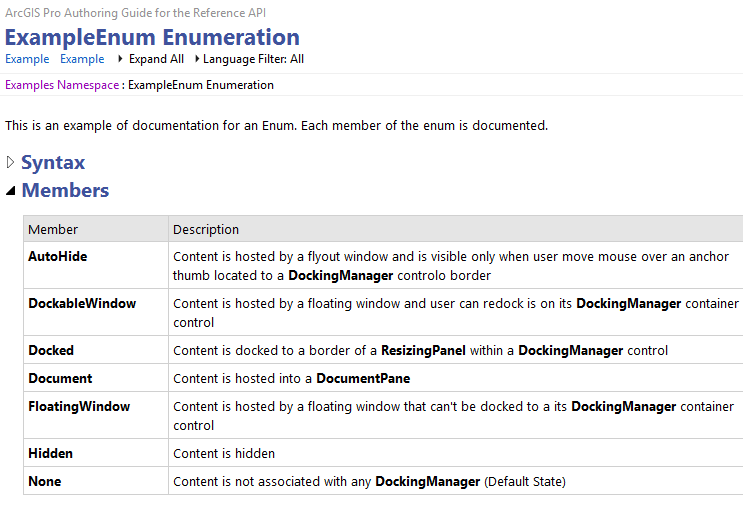 ArcGIS Pro Authoring Guide for the Reference API
ExampleEnum Enumeration
Example Example Expand All Language Filter: All
Examples Namespace : ExampleEnum Enumeration
This is an example of documentation for an Enum. Each member of the enum is documented.
Syntax
Members
Member Description
AutoHide Content is hosted by a flyout window and is visible only when user move mouse over an anchor
thumb located to a DockingManager controlo border
DockableWindow Content is hosted by a floating window and user can redock is on its DockingManager container
control
Docked Content is docked to a border of a ResizingPanel within a DockingManager control
Document Content is hosted into a DocumentPane
FloatingWindow Content is hosted by a floating window that can't be docked to a its DockingManager container
control
Hidden Content is hidden
None Content is not associated with any DockingManager (Default State)